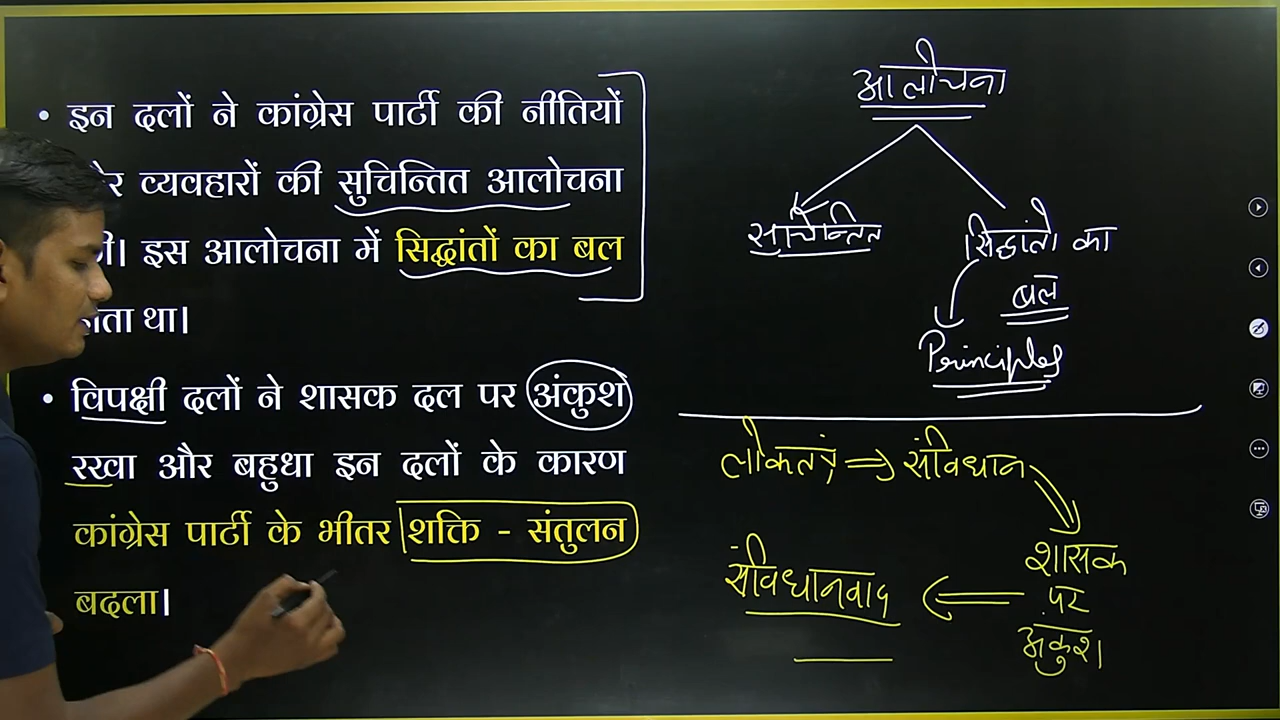 • इन दलों ने कांग्रेस पार्टी की नीतियों
व्यवहारों की सुचिन्तित आलोचना
इस आलोचना में सिद्धांतों का बल
था।
• विपक्षी दलों ने शासक दल पर अंकुश
रखा और बहुधा इन दलों के कारण
कांग्रेस पार्टी के भीतर शक्ति - संतुलन
बदला।
आलोचना
सुचिन्तित
सिद्धांतो का
बल
Principles
लोकतंत्र ⇒ संविधान
शासक
पर
अंकुश
संविधानवाद